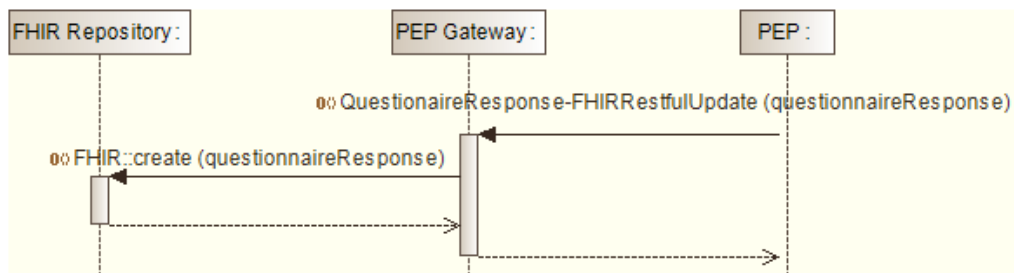 FHIR Repository :
PEP Gateway :
PEP :
QuestionaireResponse-FHIRRestfulUpdate (questionnaireResponse)
FHIR::create (questionnaireResponse)